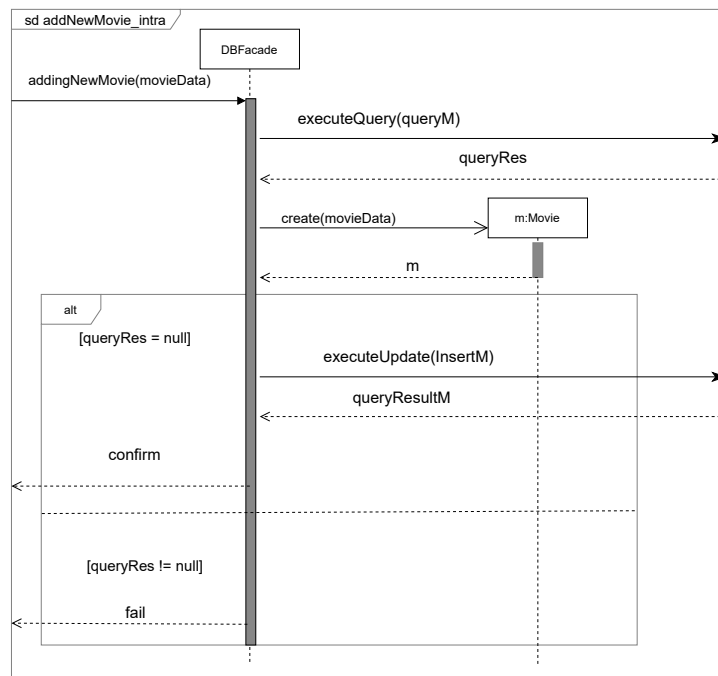 sd addNewMovie_intra
DBFacade
addingNewMovie(movieData)
executeQuery(queryM)
queryRes
create(movieData)
m:Movie
m
alt
[queryRes = null]
executeUpdate(InsertM)
queryResultM
confirm
[queryRes != null]
fail